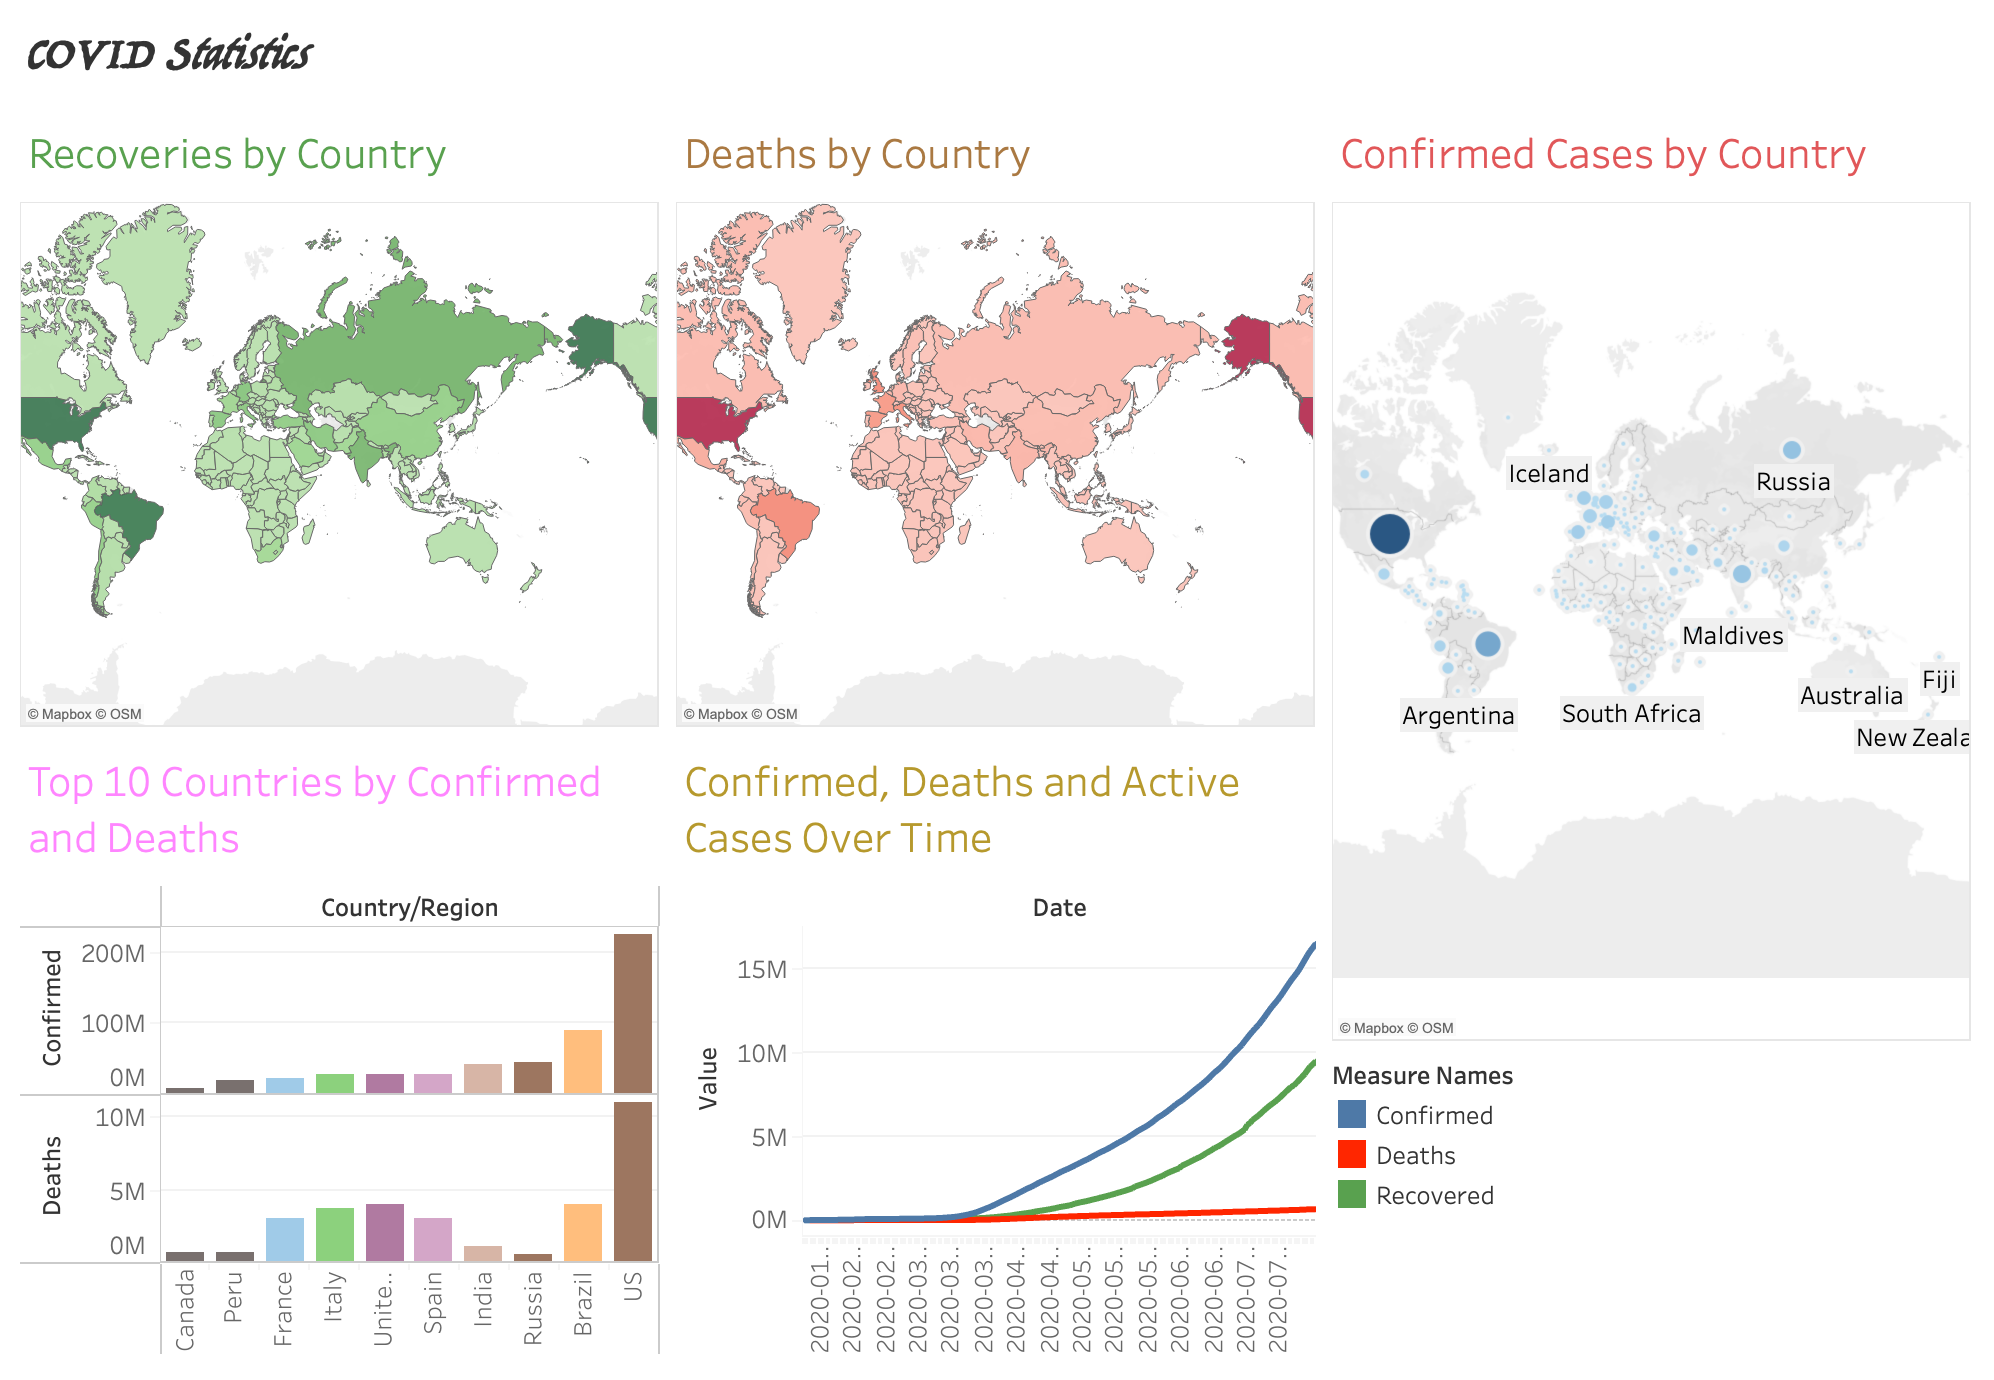 COVID Statistics
Recoveries by Country
© Mapbox © OSM
Deaths by Country
© Mapbox © OSM
Confirmed Cases by Country
Iceland
Russia
Maldives
Fiji
Australia
Argentina
South Africa
New Zeala
© Mapbox © OSM
Top 10 Countries by Confirmed
and Deaths
Country/Region
Confirmed
200M
100M
0M
Deaths
10M
5M
0M
Canada
Peru
France
Italy
Unite..
Spain
India
Russia
Brazil
US
Confirmed, Deaths and Active
Cases Over Time
Date
Value
15M
10M
5M
0M
2020-01..
2020-02..
2020-02..
2020-03..
2020-03..
2020-03..
2020-04..
2020-04..
2020-05..
2020-05..
2020-05..
2020-06..
2020-06..
2020-07..
2020-07..
Measure Names
Confirmed
Deaths
Recovered